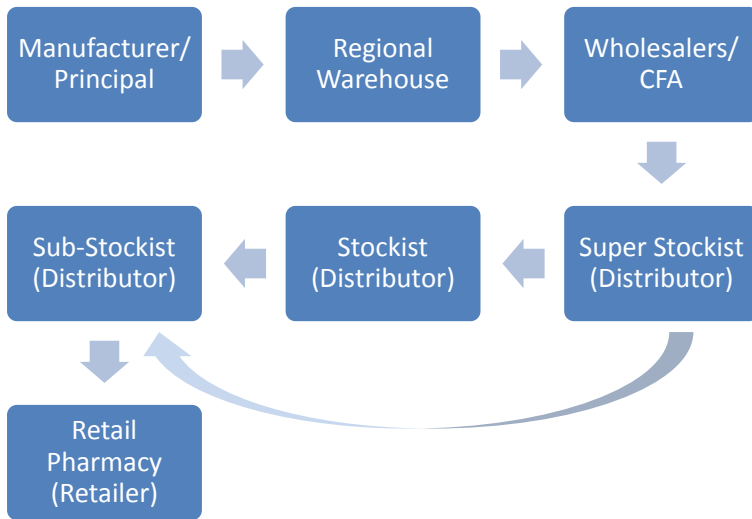 Manufacturer/
Principal
Regional
Warehouse
Wholesalers/
CFA
Sub-Stockist
(Distributor)
Stockist
(Distributor)
Super Stockist
(Distributor)
Retail
Pharmacy
(Retailer)